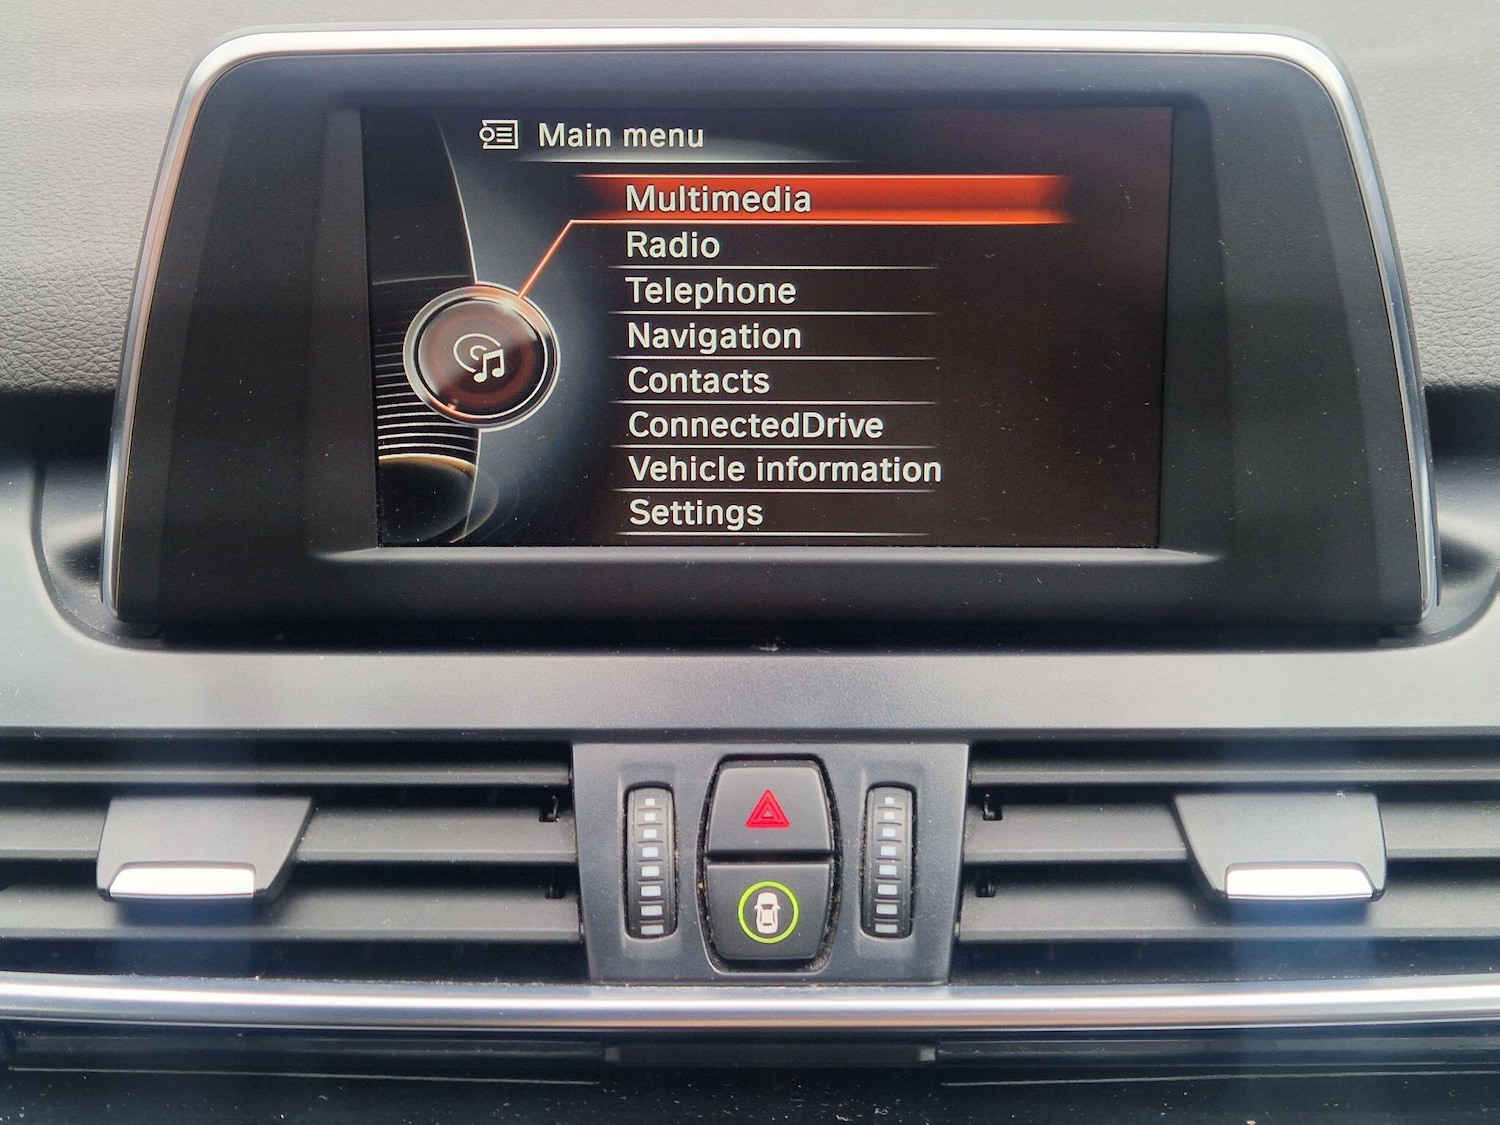 Main menu
Multimedia
Radio
Telephone
Navigation
Contacts
ConnectedDrive
Vehicle information
Settings